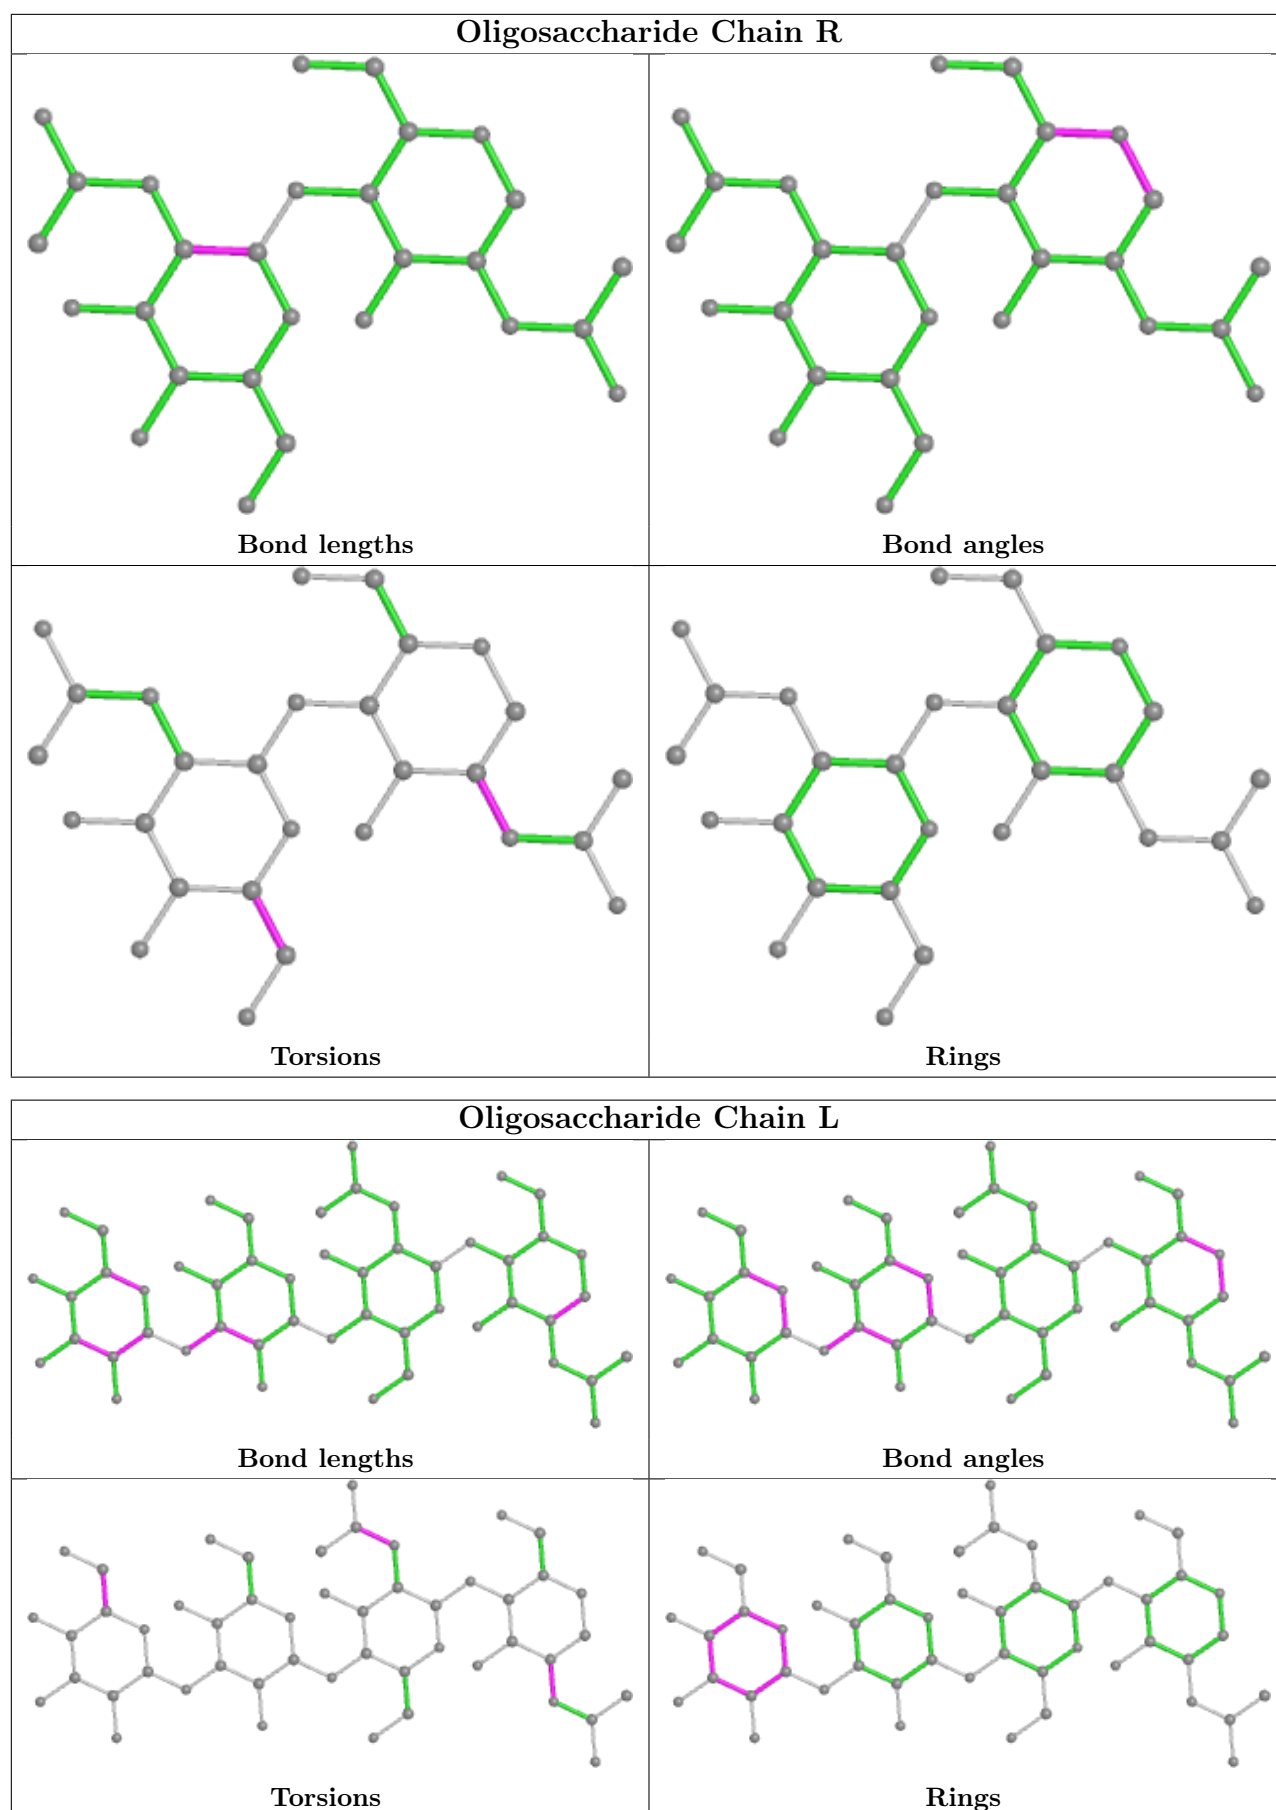 Oligosaccharide Chain R
Bond lengths
Bond angles
Torsions
Rings
Oligosaccharide Chain L
Bond lengths
Bond angles
Torsions
Rings